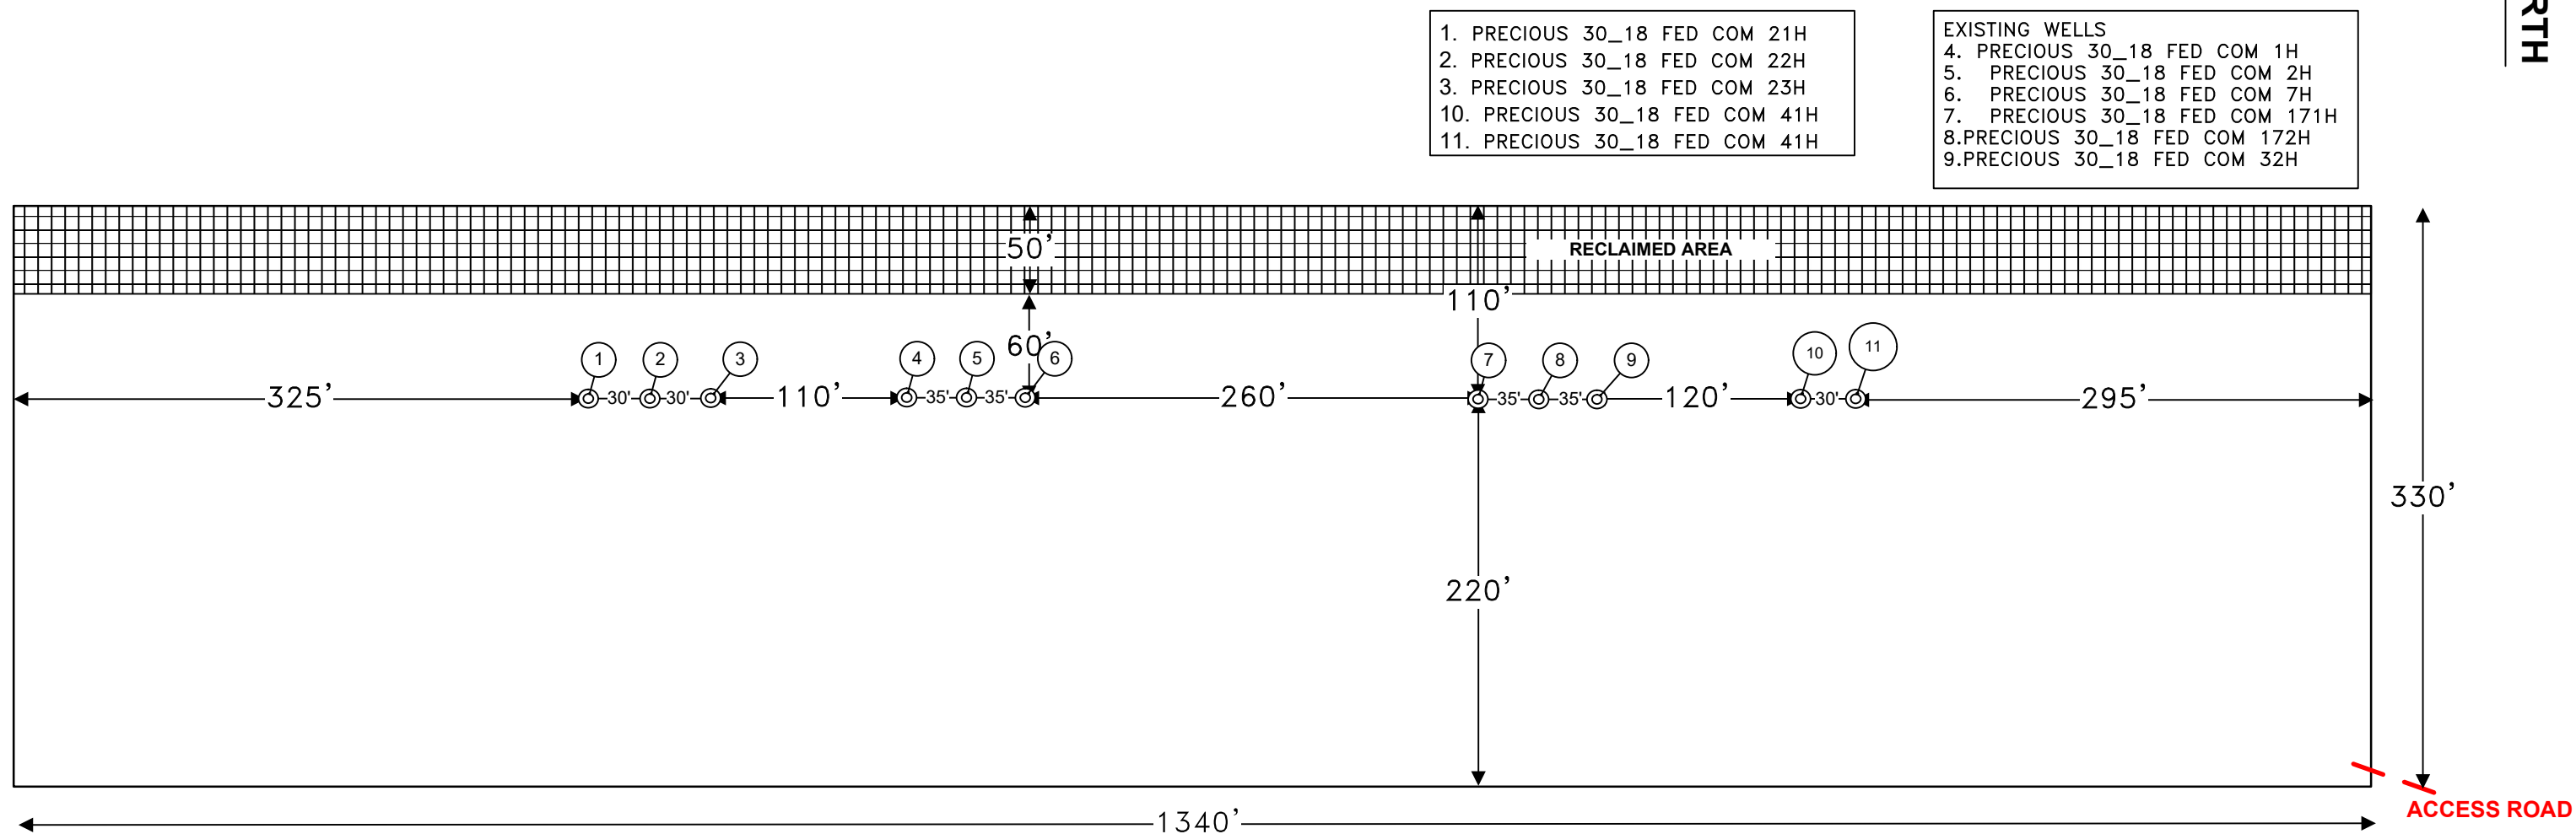 RTH
1. PRECIOUS 30_18 FED COM 21H
2. PRECIOUS 30_18 FED COM 22H
3. PRECIOUS 30_18 FED COM 23H
10. PRECIOUS 30_18 FED COM 41H
11. PRECIOUS 30_18 FED COM 41H
EXISTING WELLS
4. PRECIOUS 30_18 FED COM 1H
5. PRECIOUS 30_18 FED COM 2H
6. PRECIOUS 30_18 FED COM 7H
7. PRECIOUS 30_18 FED COM 171H
8.PRECIOUS 30_18 FED COM 172H
9.PRECIOUS 30_18 FED COM 32H
50'
RECLAIMED AREA
110'
60'
1
2
3
4
5
6
7
8
9
10
11
325'
30'
30'
110'
35'
35'
260'
35'
35'
120'
30'
295'
330'
220'
1340'
ACCESS ROAD